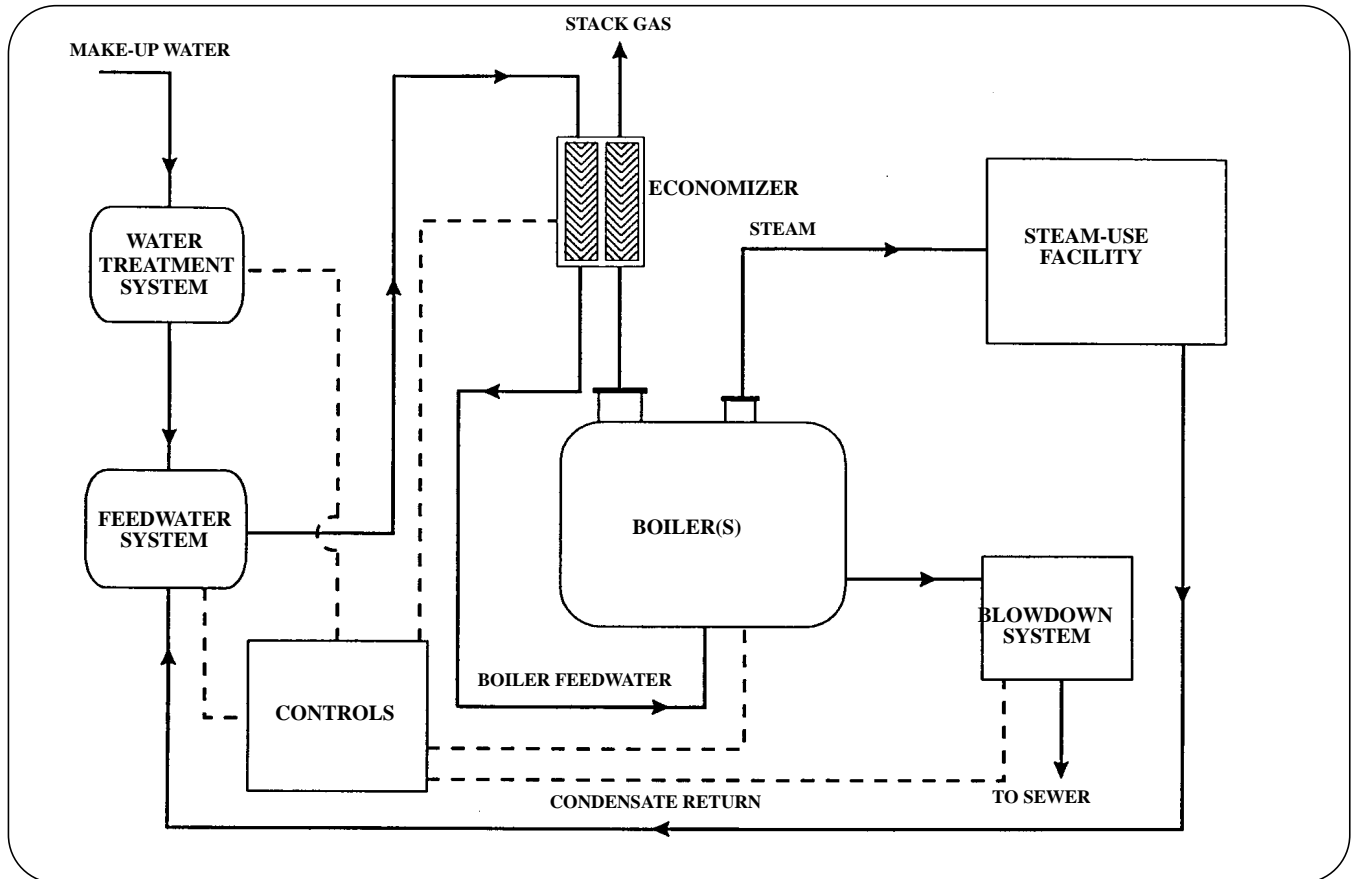 STACK GAS
MAKE-UP WATER
ECONOMIZER
STEAM
WATER
TREATMENT
SYSTEM
STEAM-USE
FACILITY
FEEDWATER
SYSTEM
BOILER(S)
BLOWDOWN
SYSTEM
BOILER FEEDWATER
CONTROLS
TO SEWER
CONDENSATE RETURN